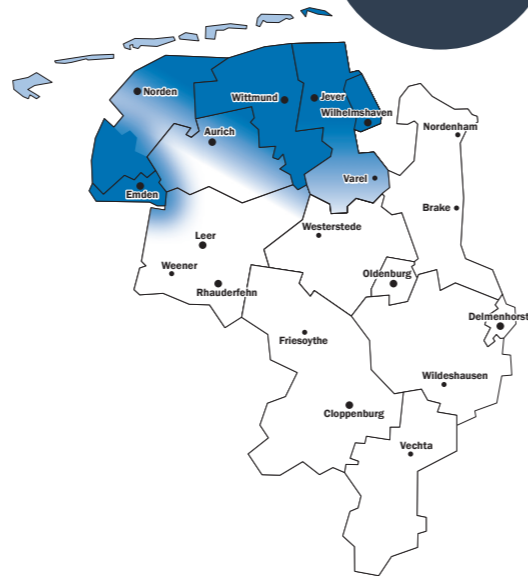 Norden
Wittmund
Jever
Wilhelmshaven
Nordenham
Aurich
Varel
Emden
Brake
Westerstede
Leer
Weener
Oldenburg
Rhauderfehn
Delmenhorst
Friesoythe
Wildeshausen
Cloppenburg
Vechta